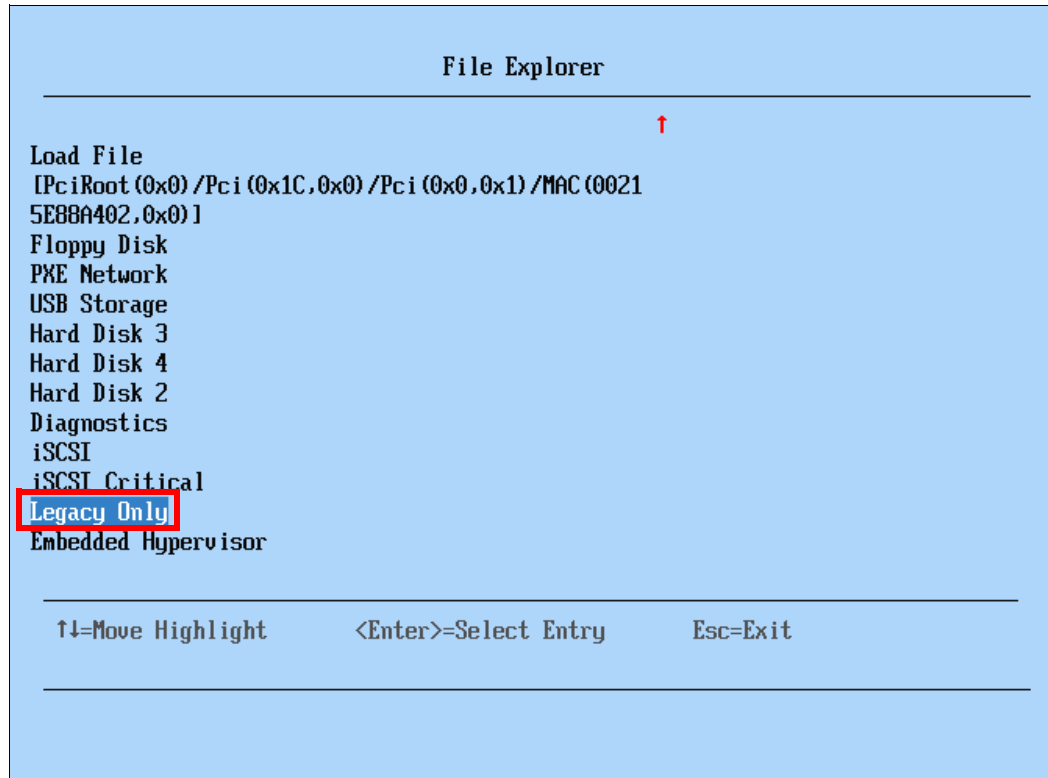 File Explorer
↑
Load File
[PciRoot(0x0)/Pci(0x1C,0x0)/Pci(0x0,0x1)/MAC(0021
5E88A402,0x0)]
Floppy Disk
PXE Network
USB Storage
Hard Disk 3
Hard Disk 4
Hard Disk 2
Diagnostics
iSCSI
iSCSI Critical
Legacy Only
Embedded Hypervisor
↑↓=Move Highlight <Enter>=Select Entry Esc=Exit